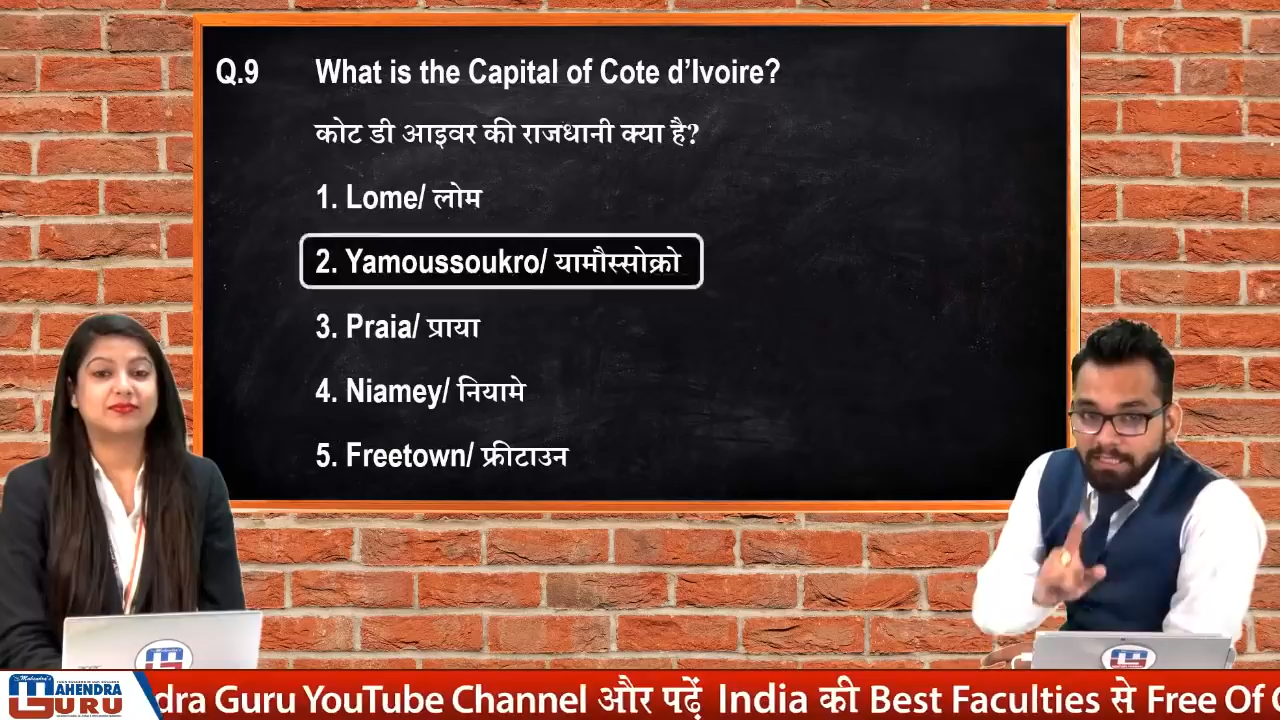 Q.9 What is the Capital of Cote d'Ivoire?
कोट डी आइवर की राजधानी क्या है?
1. Lome/ लोम
2. Yamoussoukro/ यामौस्सोक्रो
3. Praia/ प्राया
4. Niamey/ नियामे
5. Freetown/ फ्रीटाउन
Mahendra's
MAHENDRA
GURU
dra Guru YouTube Channel और पढ़ें India की Best Faculties से Free Of